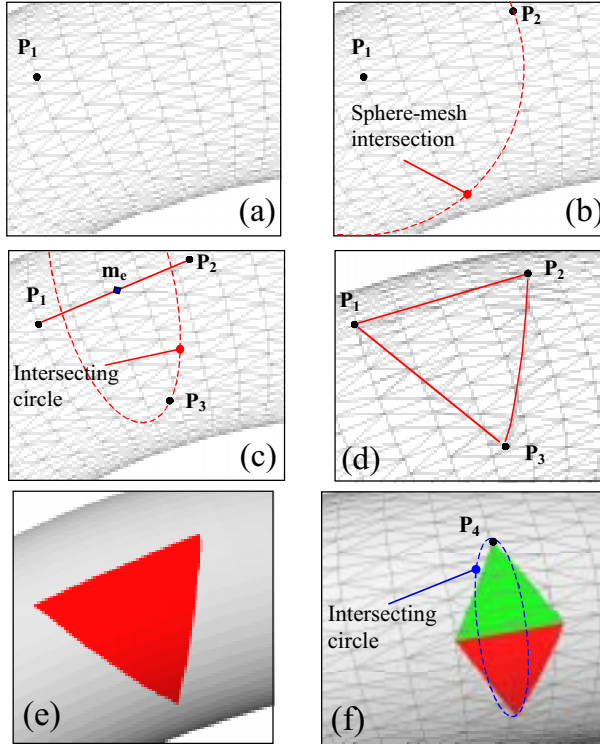 P1
(a)
P2
P1
Sphere-mesh
intersection
(b)
me
P2
P1
Intersecting
circle
P3
(c)
P2
P1
P3
(d)
(e)
P4
Intersecting
circle
(f)